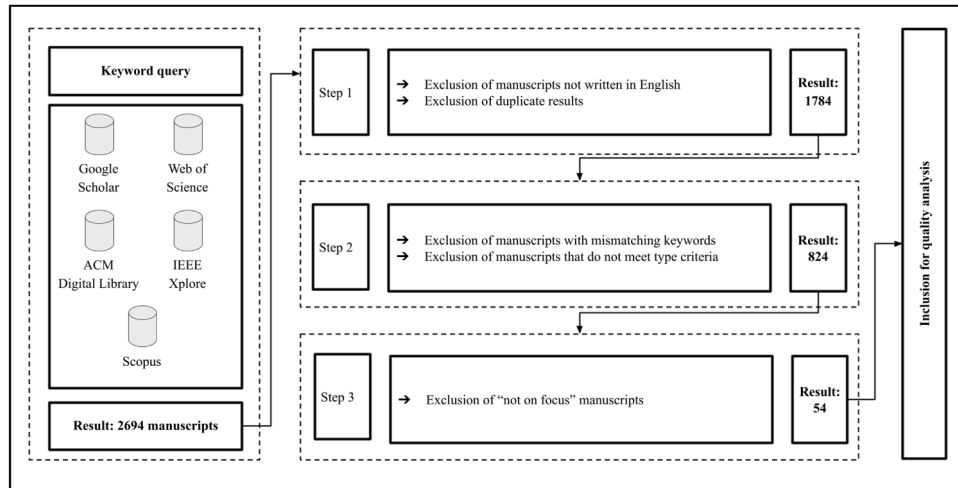 Keyword query
Google
Scholar
Web of
Science
ACM
Digital Library
IEEE
Xplore
Scopus
Result: 2694 manuscripts
Step 1
➔ Exclusion of manuscripts not written in English
➔ Exclusion of duplicate results
Result:
1784
Step 2
➔ Exclusion of manuscripts with mismatching keywords
➔ Exclusion of manuscripts that do not meet type criteria
Result:
824
Step 3
➔ Exclusion of “not on focus” manuscripts
Result:
54
Inclusion for quality analysis